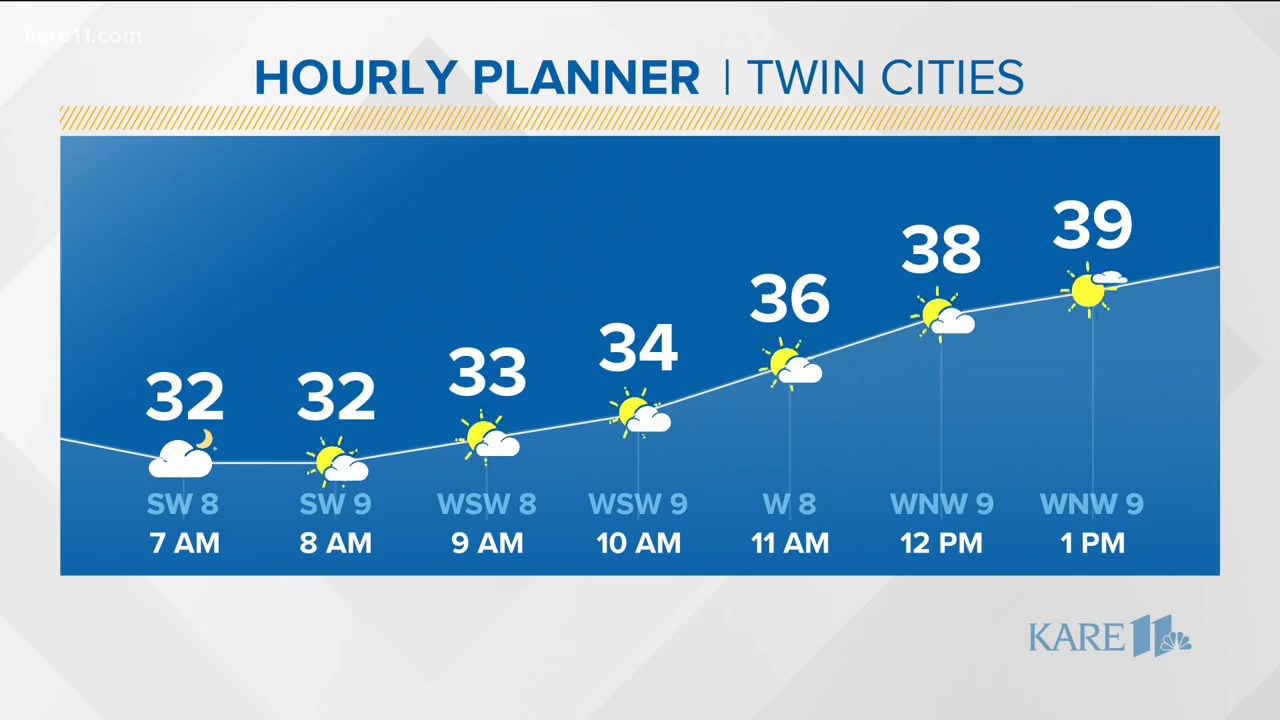 kare11.com
HOURLY PLANNER | TWIN CITIES
32 32 33 34 36 38 39
SW 8 SW 9 WSW 8 WSW 9 W 8 WNW 9 WNW 9
7 AM 8 AM 9 AM 10 AM 11 AM 12 PM 1 PM
KARE 11